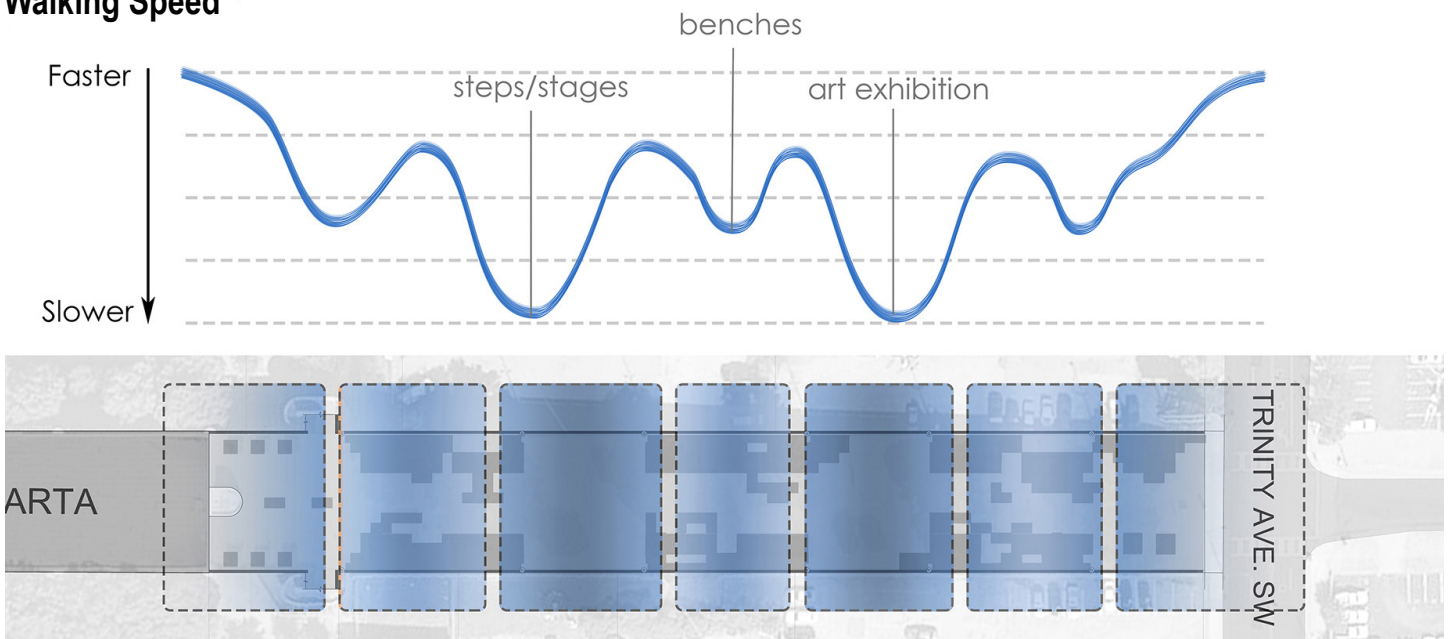 Walking Speed
benches
Faster
steps/stages
art exhibition
Slower
ARTA
TRINITY AVE. SW